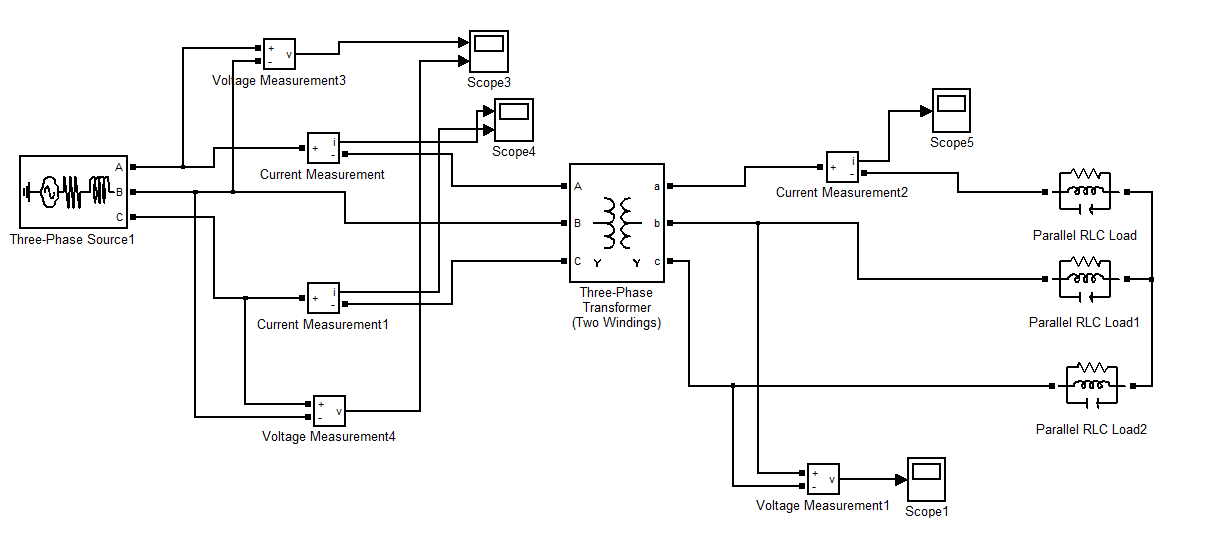 +
-
v
Voltage Measurement3
Scope3
+
i
-
Current Measurement
Scope4
A
B
C
Three-Phase Source1
+
i
-
Current Measurement1
+
-
v
Voltage Measurement4
A
B
C
a
b
c
Y
Y
Three-Phase
Transformer
(Two Windings)
+
i
-
Current Measurement2
Scope5
Parallel RLC Load
Parallel RLC Load1
Parallel RLC Load2
+
-
v
Voltage Measurement1
Scope1